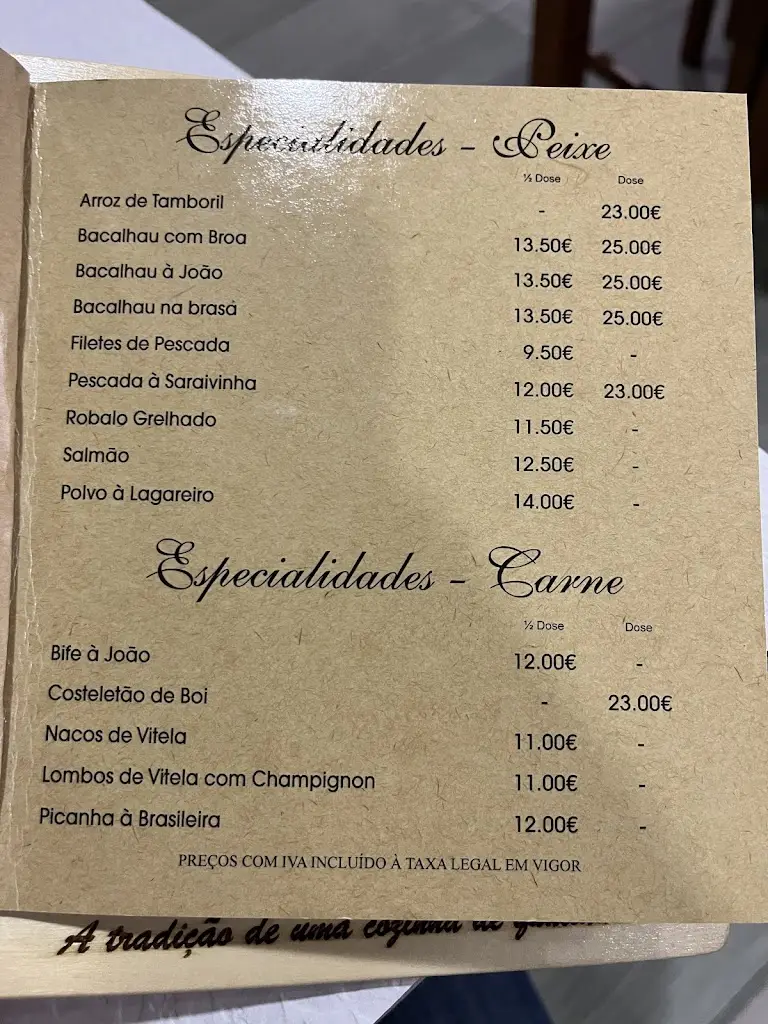 Especialidades - Peixe
½ Dose Dose
Arroz de Tamboril - 23.00€
Bacalhau com Broa 13.50€ 25.00€
Bacalhau à João 13.50€ 25.00€
Bacalhau na brasa 13.50€ 25.00€
Filetes de Pescada 9.50€ -
Pescada à Saraivinha 12.00€ 23.00€
Robalo Grelhado 11.50€ -
Salmão 12.50€ -
Polvo à Lagareiro 14.00€ -
Especialidades - Carne
½ Dose Dose
Bife à João 12.00€ -
Costeletão de Boi - 23.00€
Nacos de Vitela 11.00€ -
Lombos de Vitela com Champignon 11.00€ -
Picanha à Brasileira 12.00€ -
PREÇOS COM IVA INCLUÍDO À TAXA LEGAL EM VIGOR
A tradição de uma cozinha de